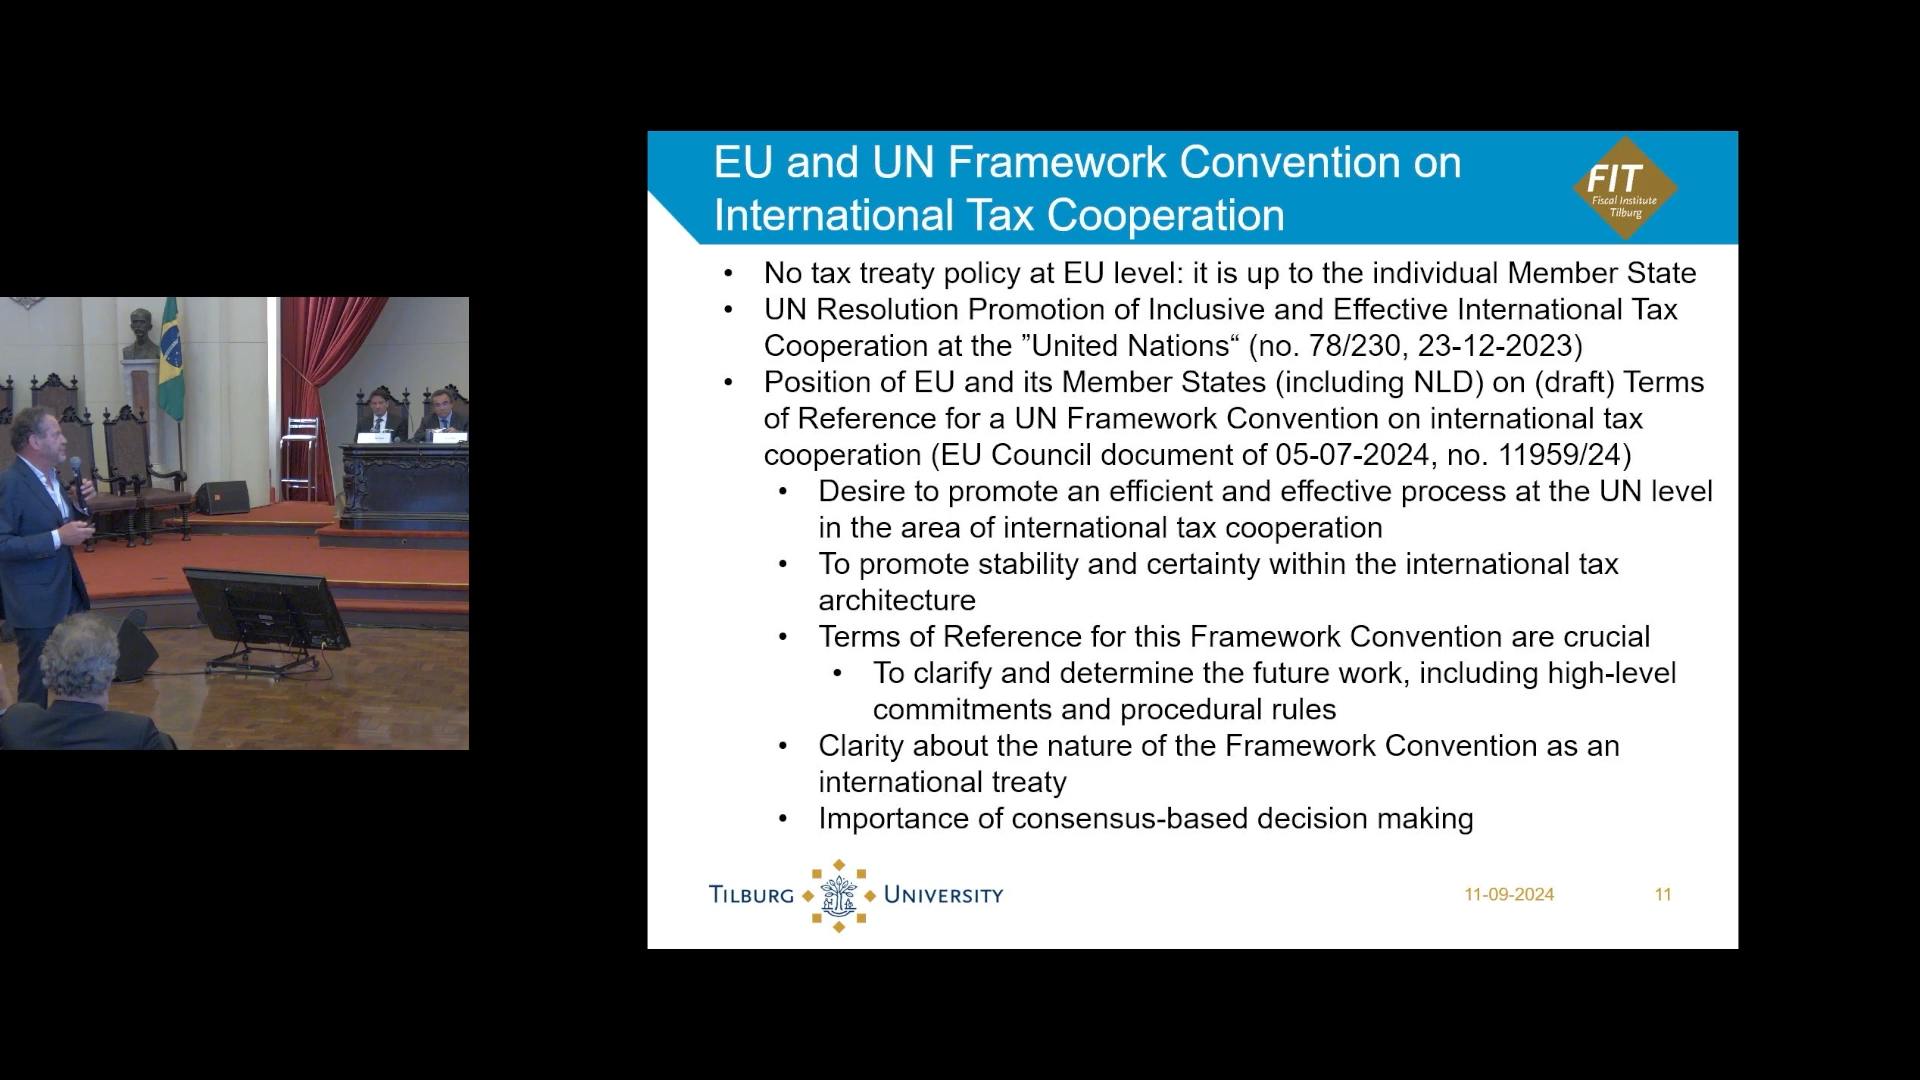 EU and UN Framework Convention on
International Tax Cooperation
FIT
Fiscal Institute
Tilburg
• No tax treaty policy at EU level: it is up to the individual Member State
• UN Resolution Promotion of Inclusive and Effective International Tax
Cooperation at the ”United Nations“ (no. 78/230, 23-12-2023)
• Position of EU and its Member States (including NLD) on (draft) Terms
of Reference for a UN Framework Convention on international tax
cooperation (EU Council document of 05-07-2024, no. 11959/24)
• Desire to promote an efficient and effective process at the UN level
in the area of international tax cooperation
• To promote stability and certainty within the international tax
architecture
• Terms of Reference for this Framework Convention are crucial
• To clarify and determine the future work, including high-level
commitments and procedural rules
• Clarity about the nature of the Framework Convention as an
international treaty
• Importance of consensus-based decision making
TILBURG UNIVERSITY
11-09-2024
11